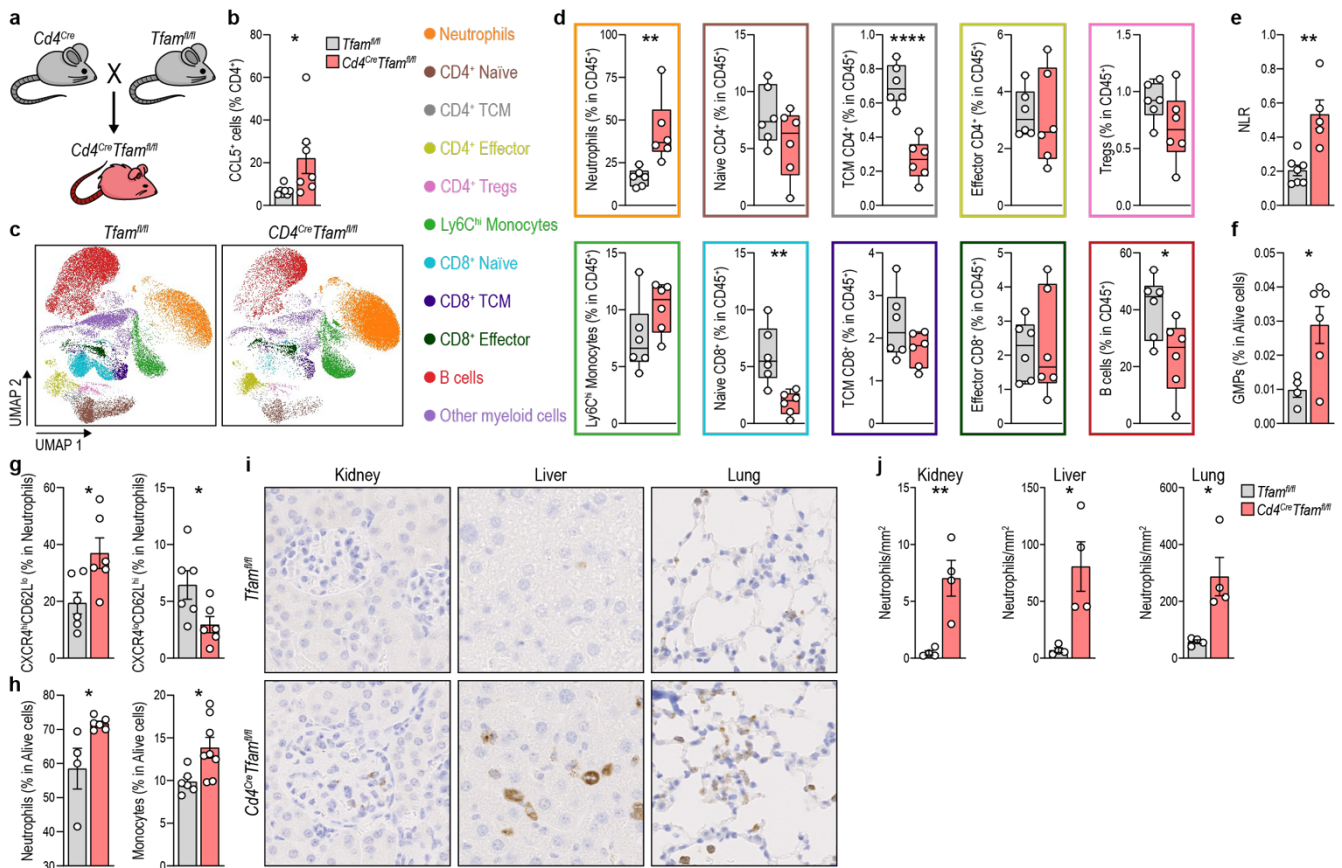 a
Cd4Cre
Tfamfl/fl
X
Cd4CreTfamfl/fl
b
CCL5+ cells (% CD4+)
80
60
40
20
0
*
Tfamfl/fl
Cd4CreTfamfl/fl
Neutrophils
CD4+ Naïve
CD4+ TCM
CD4+ Effector
CD4+ Tregs
Ly6Chi Monocytes
CD8+ Naïve
CD8+ TCM
CD8+ Effector
B cells
Other myeloid cells
c
Tfamfl/fl
CD4CreTfamfl/fl
UMAP 2
UMAP 1
d
Neutrophils (% in CD45+)
100
75
50
25
0
**
Naive CD4+ (% in CD45+)
15
10
5
0
TCM CD4+ (% in CD45+)
1.0
0.8
0.6
0.4
0.2
0.0
****
Effector CD4+ (% in CD45+)
6
4
2
0
Tregs (% in CD45+)
1.5
1.0
0.5
0.0
Ly6Chi Monocytes (% in CD45+)
15
10
5
0
Naive CD8+ (% in CD45+)
15
10
5
0
**
TCM CD8+ (% in CD45+)
4
3
2
1
0
Effector CD8+ (% in CD45+)
5
4
3
2
1
0
B cells (% in CD45+)
60
40
20
0
*
e
NLR
1.0
0.8
0.6
0.4
0.2
0.0
**
f
GMPs (% in Alive cells)
0.05
0.04
0.03
0.02
0.01
0.00
*
g
CXCR4hiCD62Llo (% in Neutrophils)
60
40
20
0
*
CXCR4loCD62Lhi (% in Neutrophils)
15
10
5
0
*
h
Neutrophils (% in Alive cells)
80
70
60
50
40
30
*
Monocytes (% in Alive cells)
20
15
10
5
0
*
i
Kidney
Liver
Lung
Tfamfl/fl
Cd4CreTfamfl/fl
j
Kidney
Neutrophils/mm2
15
10
5
0
**
Liver
Neutrophils/mm2
150
100
50
0
*
Lung
Neutrophils/mm2
600
400
200
0
*
Tfamfl/fl
Cd4CreTfamfl/fl